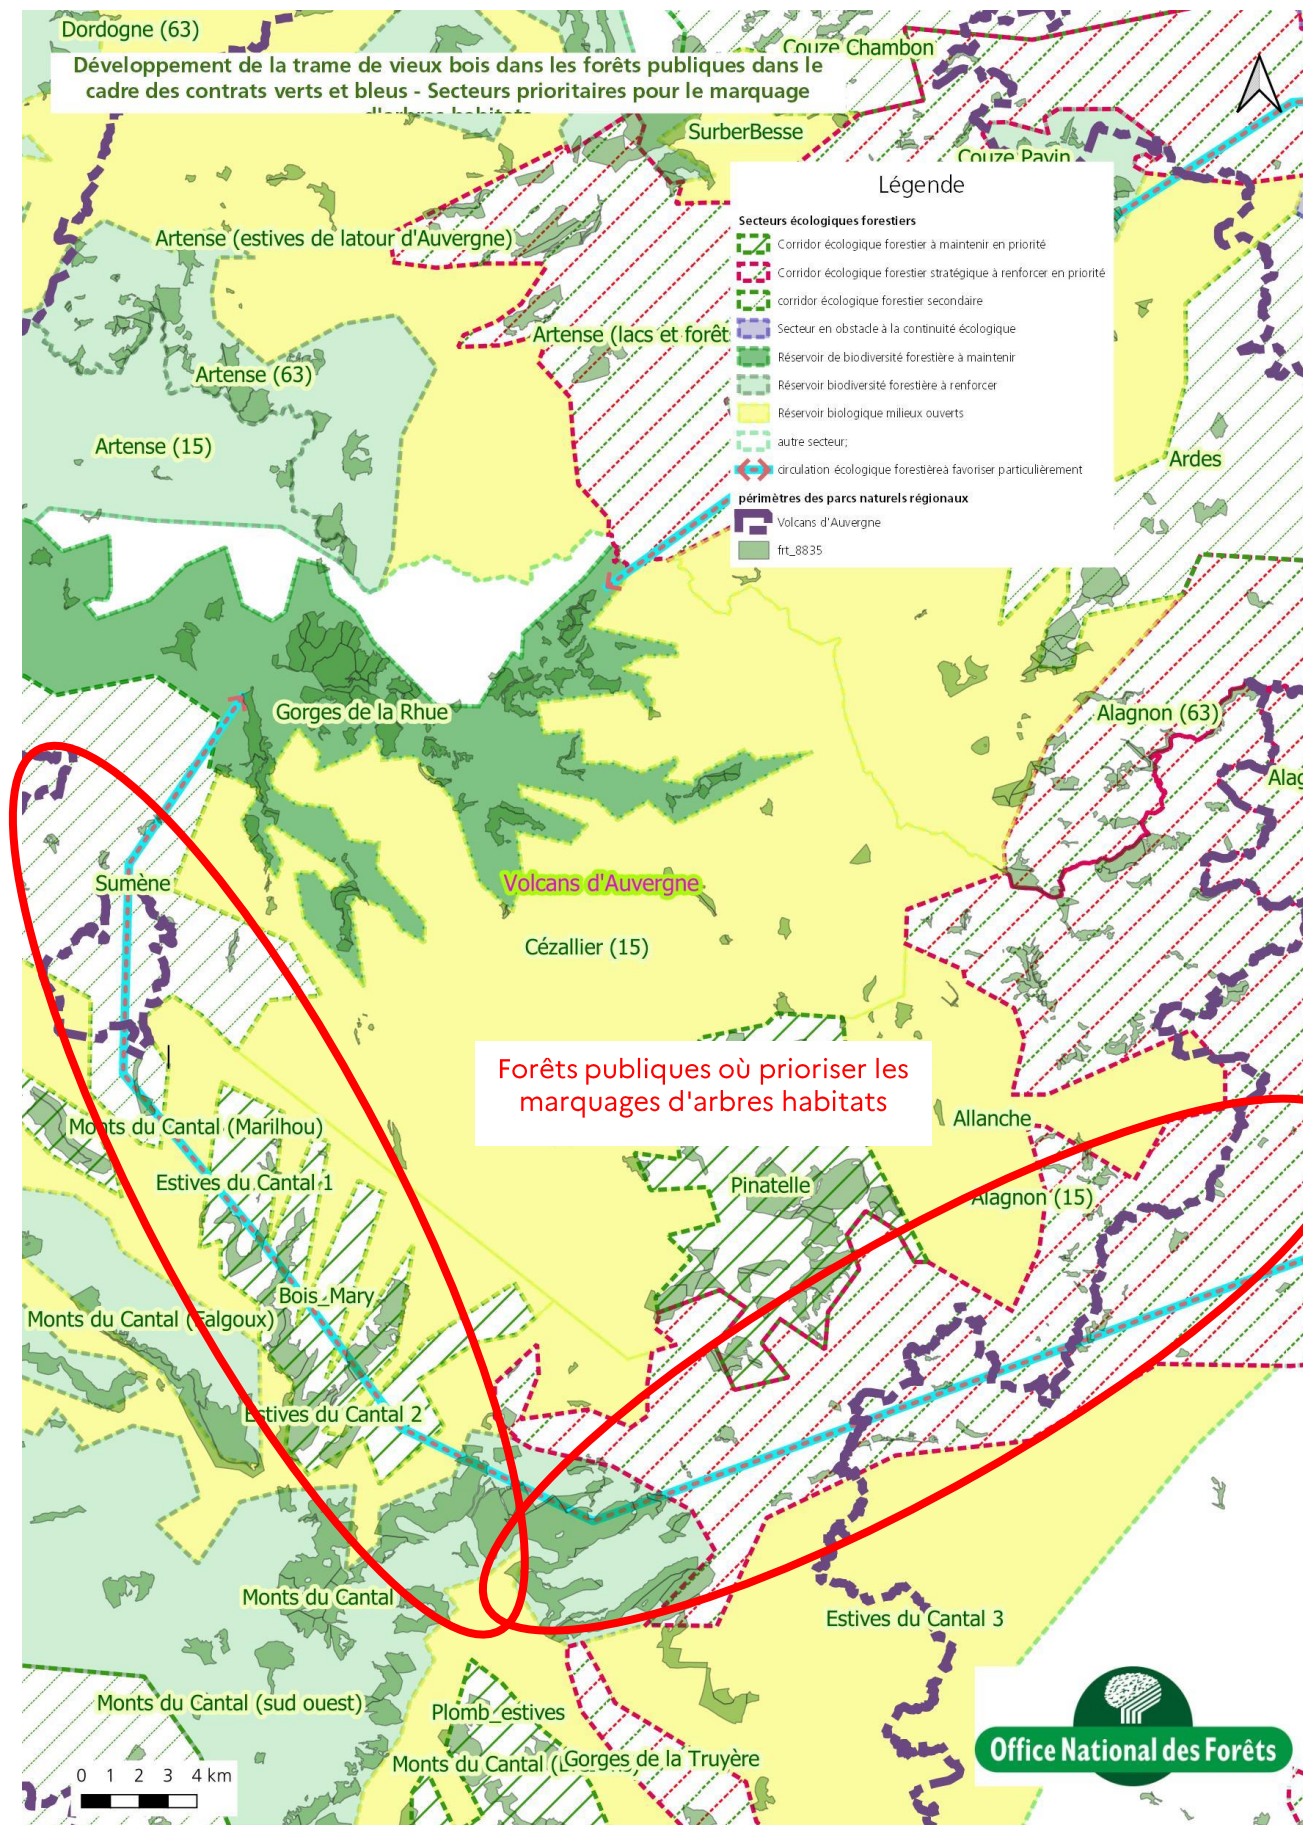 Dordogne (63)
Couze Chambon
Développement de la trame de vieux bois dans les forêts publiques dans le
cadre des contrats verts et bleus - Secteurs prioritaires pour le marquage
d'arbres habitats
SurberBesse
Couze Pavin
Légende
Secteurs écologiques forestiers
Corridor écologique forestier à maintenir en priorité
Corridor écologique forestier stratégique à renforcer en priorité
corridor écologique forestier secondaire
Secteur en obstacle à la continuité écologique
Réservoir de biodiversité forestière à maintenir
Réservoir biodiversité forestière à renforcer
Réservoir biologique milieux ouverts
autre secteur;
circulation écologique forestièreà favoriser particulièrement
périmètres des parcs naturels régionaux
Volcans d'Auvergne
frt_8835
Artense (estives de latour d'Auvergne)
Artense (lacs et forêt
Artense (63)
Artense (15)
Ardes
Gorges de la Rhue
Alagnon (63)
Alag
Sumène
Volcans d'Auvergne
Cézallier (15)
Forêts publiques où prioriser les
marquages d'arbres habitats
Allanche
Monts du Cantal (Marilhou)
Estives du Cantal 1
Pinatelle
Alagnon (15)
Bois_Mary
Monts du Cantal (Falgoux)
Estives du Cantal 2
Monts du Cantal
Estives du Cantal 3
Monts du Cantal (sud ouest)
Plomb_estives
Monts du Cantal (
Gorges de la Truyère
Office National des Forêts
0 1 2 3 4 km